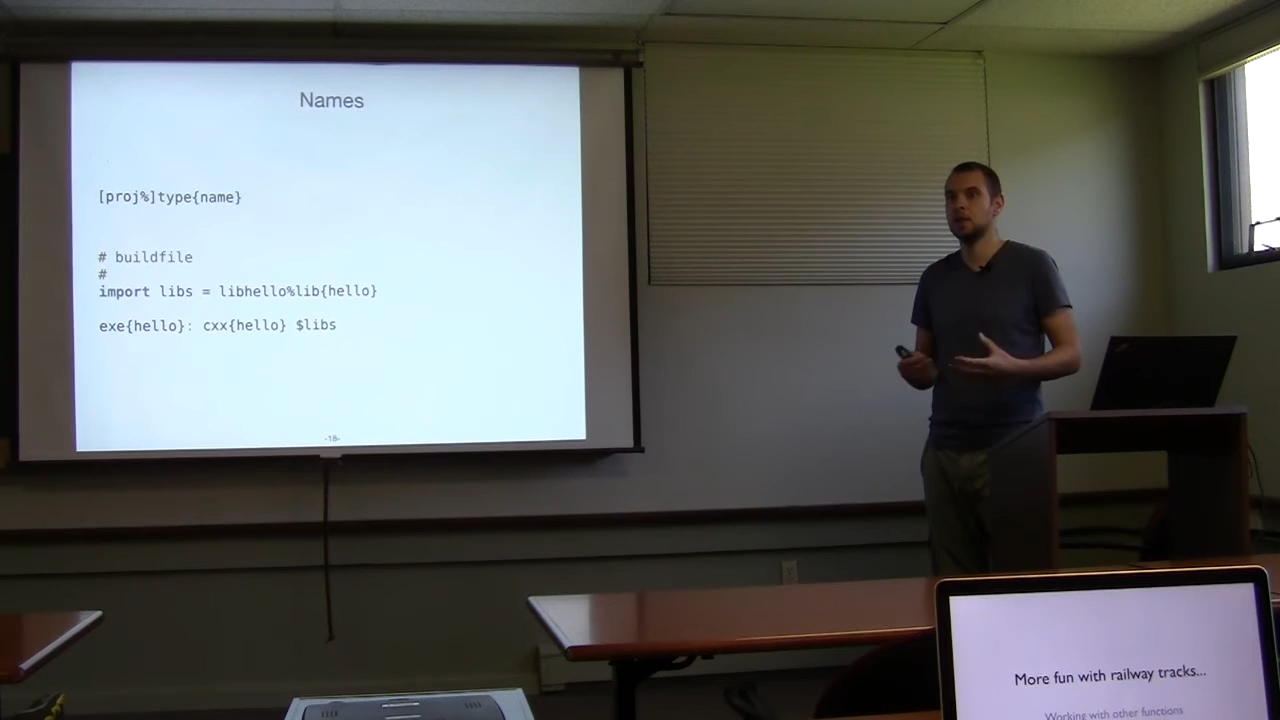 Names
[proj%]type{name}
# buildfile
#
import libs = libhello%lib{hello}
exe{hello}: cxx{hello} $libs
-18-
More fun with railway tracks...
Working with other functions